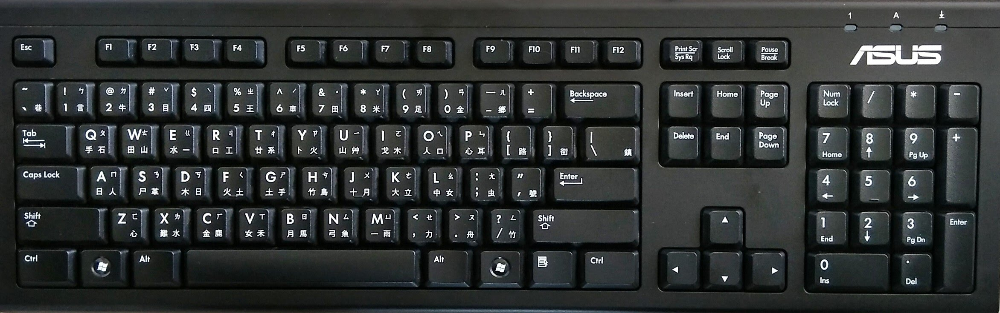 1 A
ASUS
Esc F1 F2 F3 F4 F5 F6 F7 F8 F9 F10 F11 F12 Print Scr Scroll Pause
Sys Rq Lock Break
~ ! ㄅ @ ㄉ # ˇ $ ˋ % ㄓ ^ ˊ & ˙ * ㄚ ( ㄞ ) ㄢ — ㄦ + Backspace Insert Home Page Up Num Lock / * -
、 巷 1 言 2 牛 3 目 4 四 5 王 6 車 7 田 8 米 9 足 0 金 - 鄉 =
Tab Q ㄆ W ㄊ E ㄍ R ㄐ T ㄔ Y ㄗ U ㄧ I ㄛ O ㄟ P ㄣ { } | Delete End Page Down 7 8 9 +
手 石 田 山 水 一 口 工 廿 系 卜 火 山 艸 戈 木 人 口 心 耳 [ 路 ] 街 \ 鎮 Home ↑ Pg Up
Caps Lock A ㄇ S ㄋ D ㄎ F ㄑ G ㄕ H ㄘ J ㄨ K ㄜ L ㄠ : ㄤ " Enter 4 5 6
日 人 尸 革 木 日 火 土 土 手 竹 鳥 十 月 大 立 中 女 ; 虫 , 號 ← →
Shift Z ㄈ X ㄌ C ㄏ V ㄒ B ㄖ N ㄙ M ㄩ < ㄝ > ㄡ ? ㄥ Shift ▲ 1 2 3 Enter
心 難 水 金 鹿 女 禾 月 馬 弓 魚 一 雨 , 力 . 舟 / 竹 End ↓ Pg Dn
Ctrl Alt Alt Ctrl ◄ ▼ ► 0 .
Ins Del